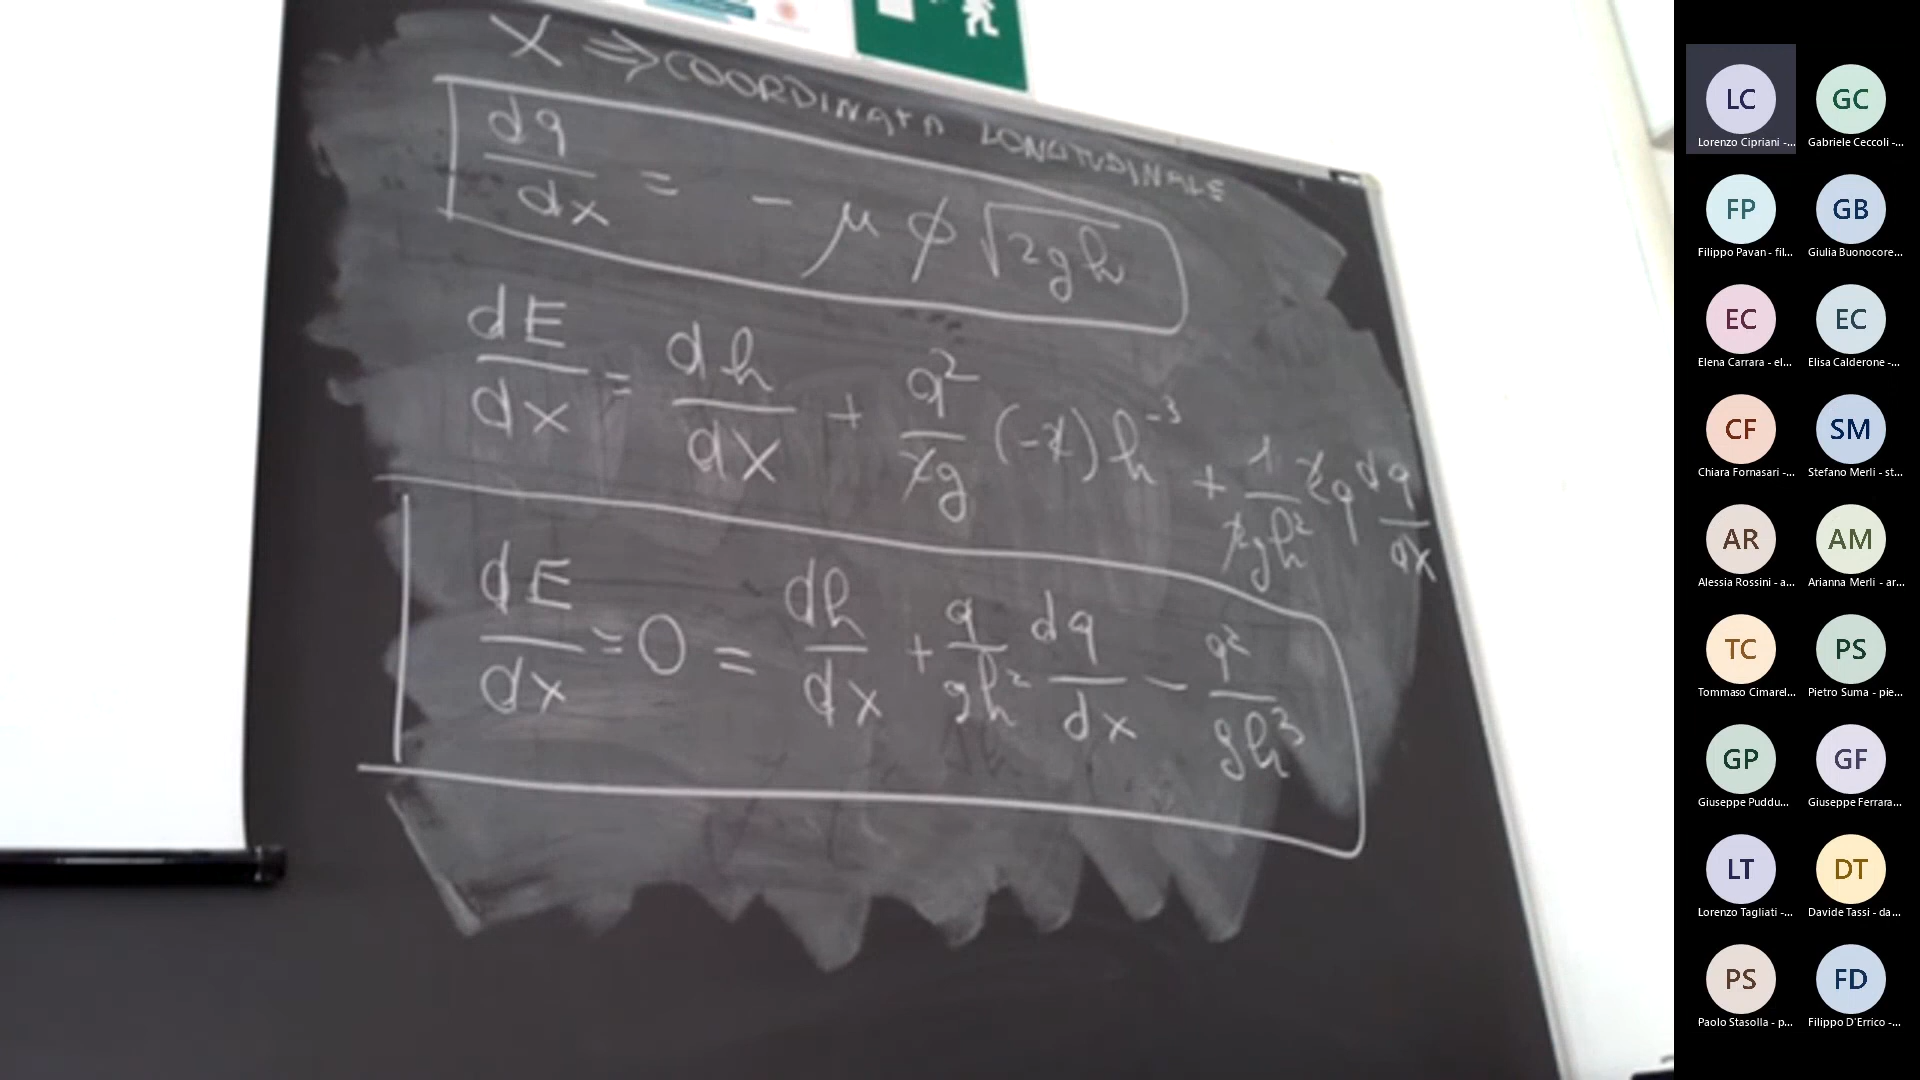 X ⇒ COORDINATA LONGITUDINALE
dq/dx = - μ φ √2gh
dE/dx = dh/dx + q²/2g (-2) h⁻³ + 1/2gh² 2q dq/dx
dE/dx = 0 = dh/dx + q/gh² dq/dx - q²/gh³
LC
Lorenzo Cipriani -...
GC
Gabriele Ceccoli -...
FP
Filippo Pavan - fil...
GB
Giulia Buonocore...
EC
Elena Carrara - el...
EC
Elisa Calderone -...
CF
Chiara Fornasari -...
SM
Stefano Merli - st...
AR
Alessia Rossini - a...
AM
Arianna Merli - ar...
TC
Tommaso Cimarel...
PS
Pietro Suma - pie...
GP
Giuseppe Puddu...
GF
Giuseppe Ferrara...
LT
Lorenzo Tagliati -...
DT
Davide Tassi - da...
PS
Paolo Stasolla - p...
FD
Filippo D'Errico -...